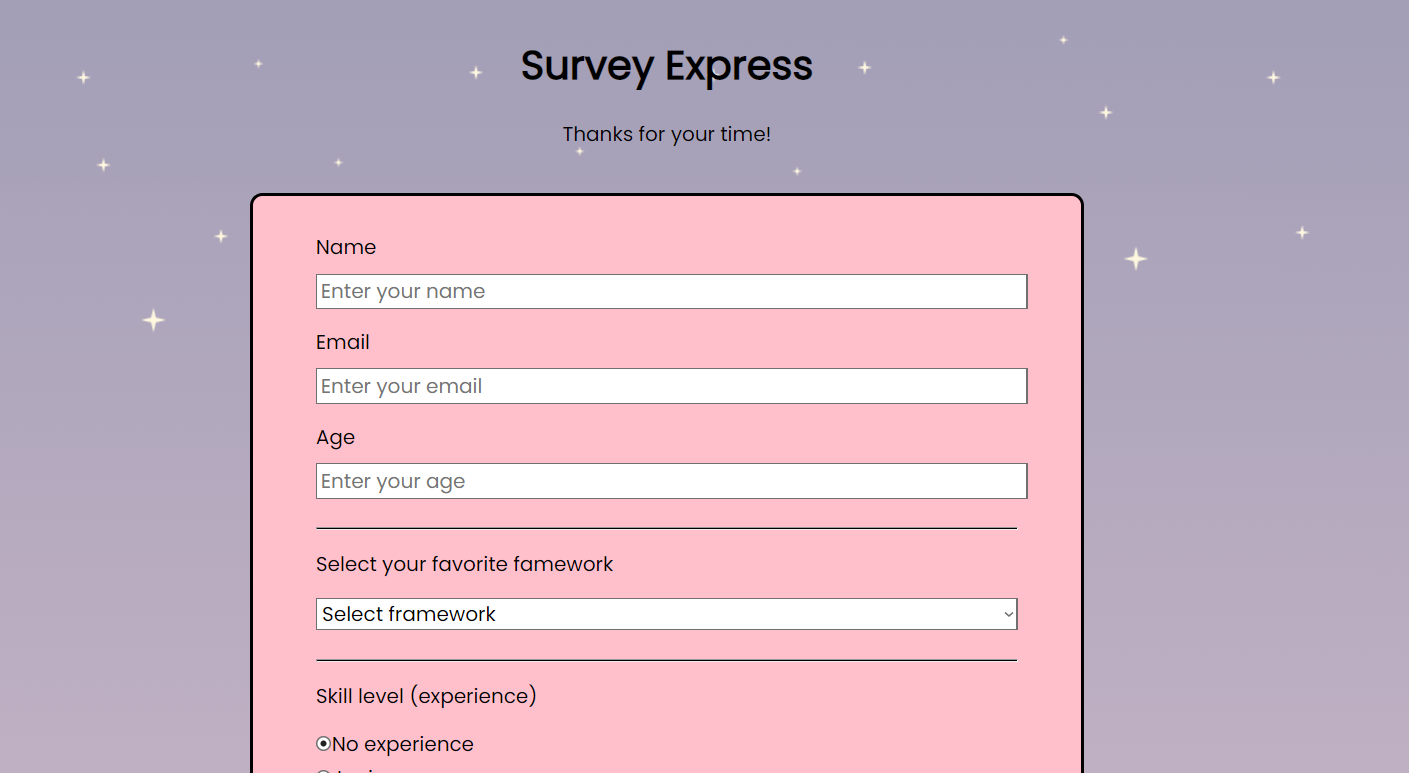 Survey Express
Thanks for your time!
Name
Enter your name
Email
Enter your email
Age
Enter your age
Select your favorite famework
Select framework
Skill level (experience)
No experience